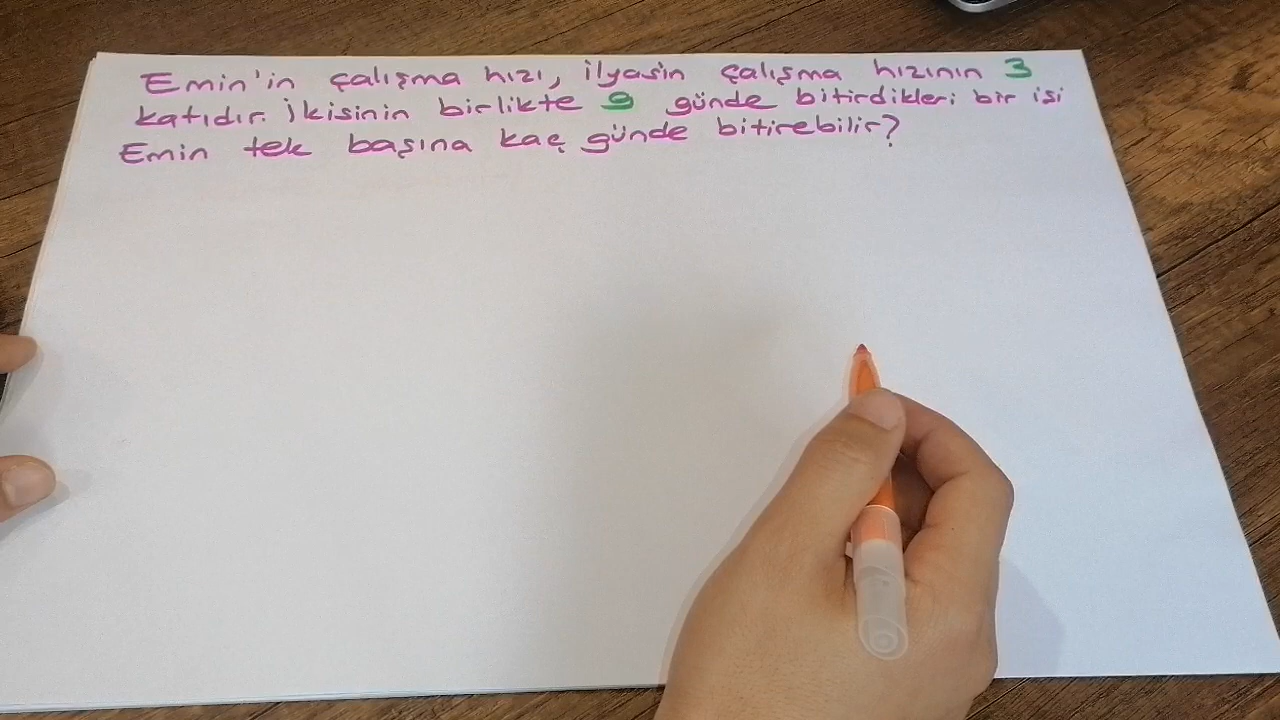 Emin'in çalışma hızı, ilyasın çalışma hızının 3
katıdır. İkisinin birlikte 9 günde bitirdikleri bir işi
Emin tek başına kaç günde bitirebilir?